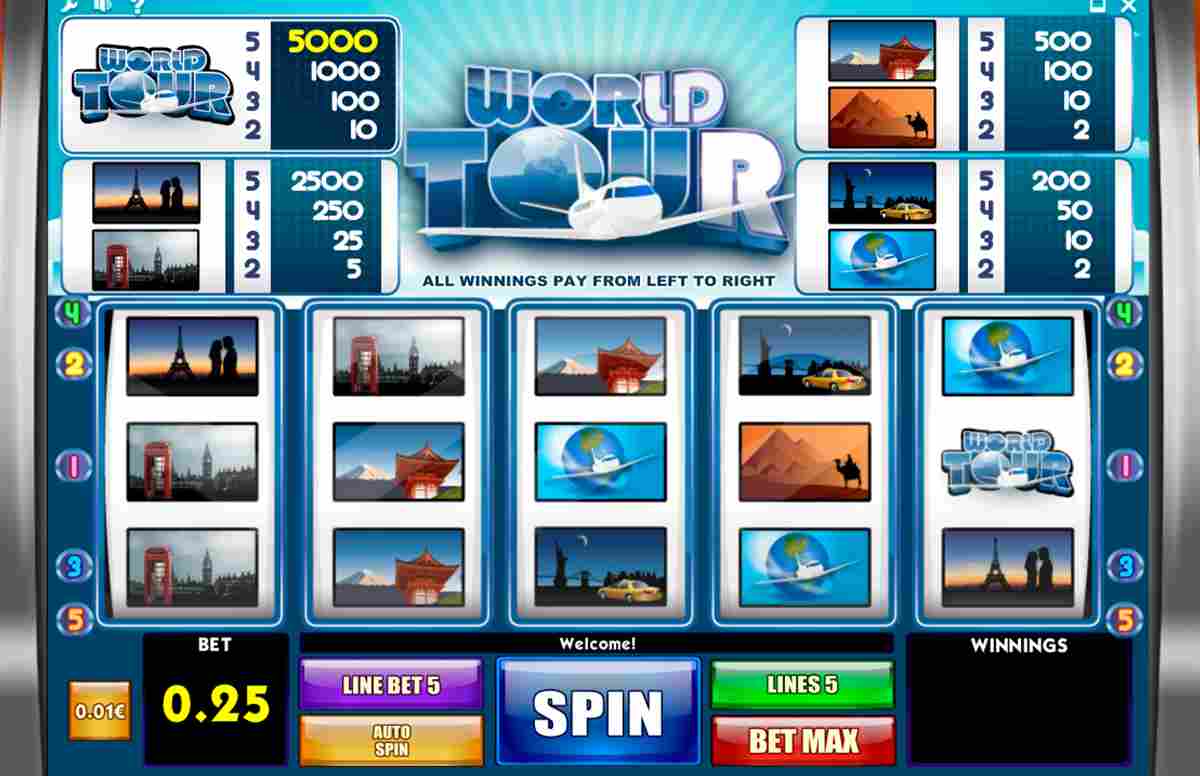 ?
WORLD
TOUR
5 5000
4 1000
3 100
2 10
WORLD
TOUR
5 500
4 100
3 10
2 2
5 2500
4 250
3 25
2 5
5 200
4 50
3 10
2 2
ALL WINNINGS PAY FROM LEFT TO RIGHT
4 4
2 2
1 1
WORLD
TOUR
3 3
5 5
BET
Welcome!
WINNINGS
0.01€
0.25
LINE BET 5
AUTO
SPIN
SPIN
LINES 5
BET MAX